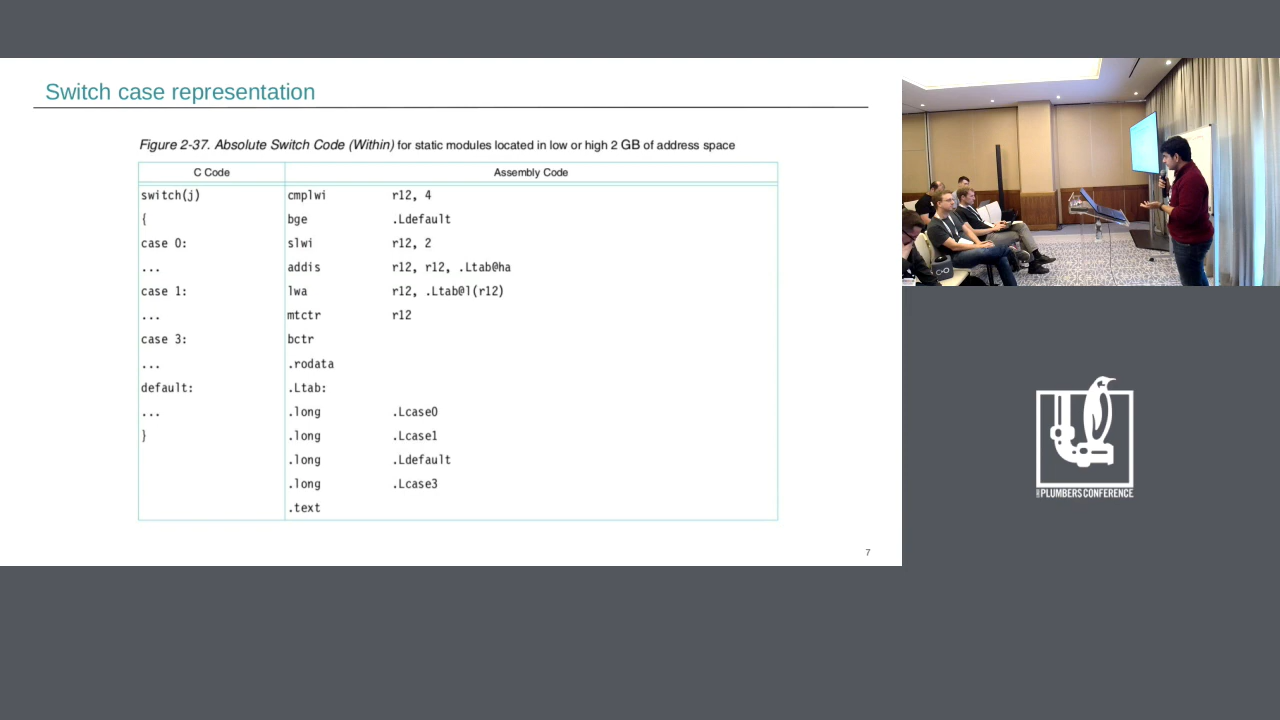 Switch case representation
Figure 2-37. Absolute Switch Code (Within) for static modules located in low or high 2 GB of address space
C Code Assembly Code
switch(j) cmplwi r12, 4
{ bge .Ldefault
case 0: slwi r12, 2
... addis r12, r12, .Ltab@ha
case 1: lwa r12, .Ltab@l(r12)
... mtctr r12
case 3: bctr
... .rodata
default: .Ltab:
... .long .Lcase0
} .long .Lcase1
.long .Ldefault
.long .Lcase3
.text
7
PLUMBERS CONFERENCE